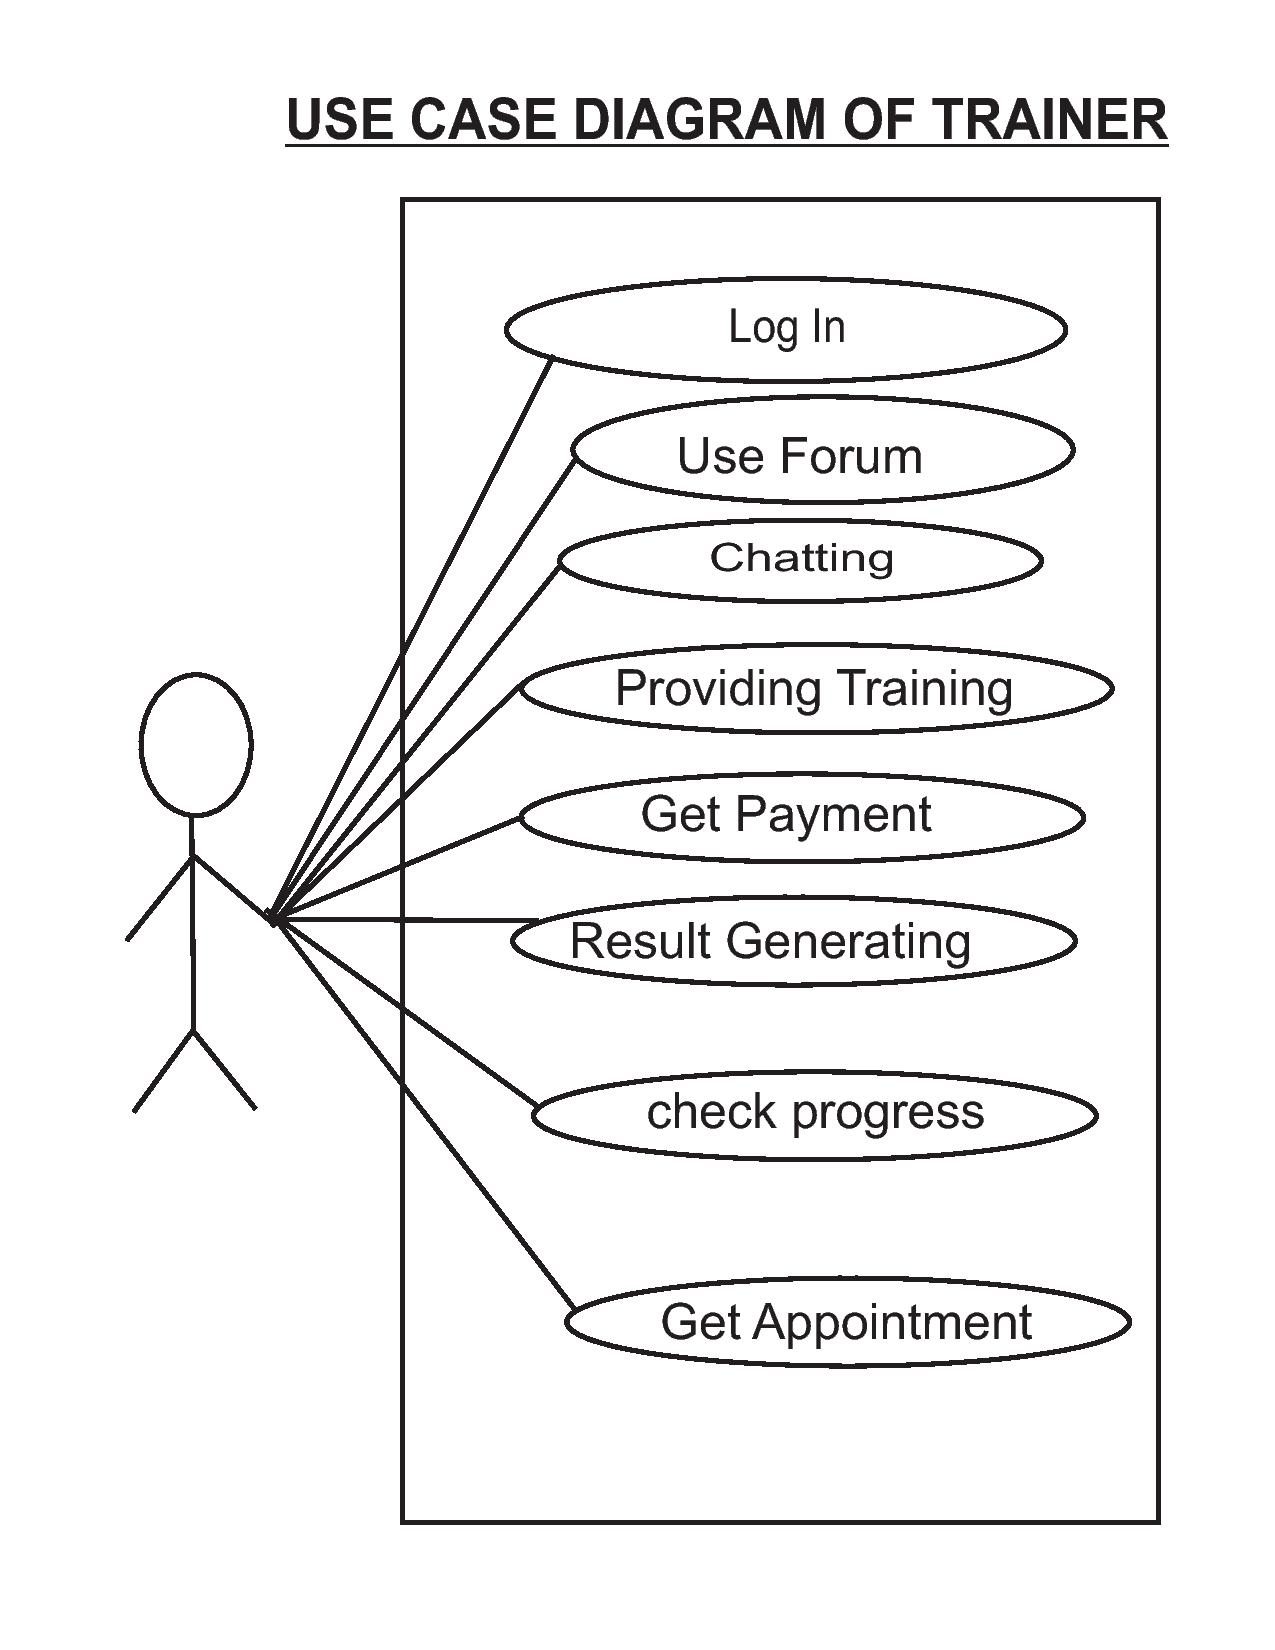 USE CASE DIAGRAM OF TRAINER
Log In
Use Forum
Chatting
Providing Training
Get Payment
Result Generating
check progress
Get Appointment